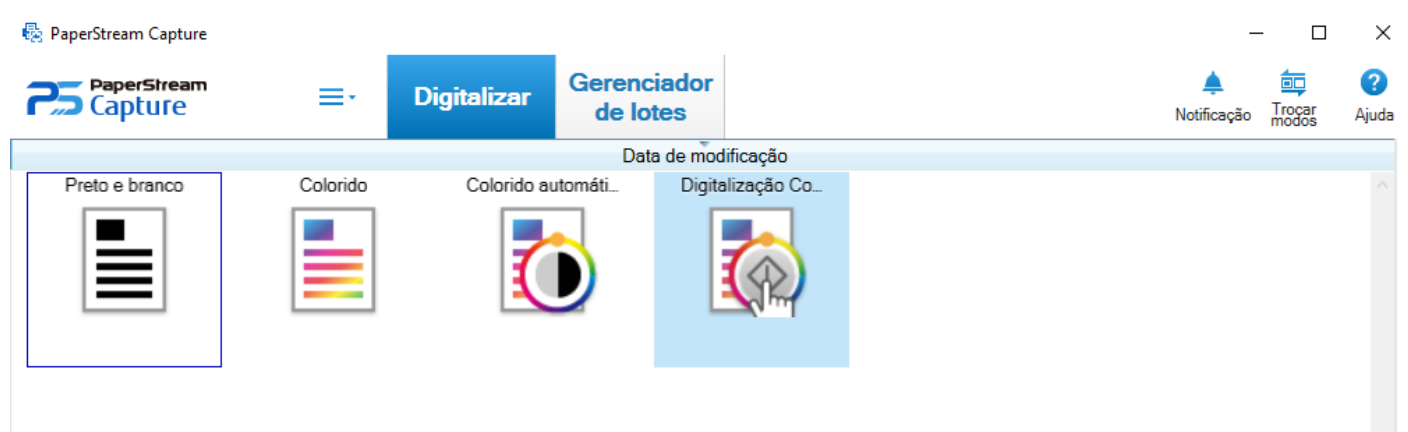 PaperStream Capture
PaperStream
Capture
Digitalizar
Gerenciador
de lotes
Notificação
Troçar
modos
Ajuda
Data de modificação
Preto e branco
Colorido
Colorido automáti...
Digitalização Co...